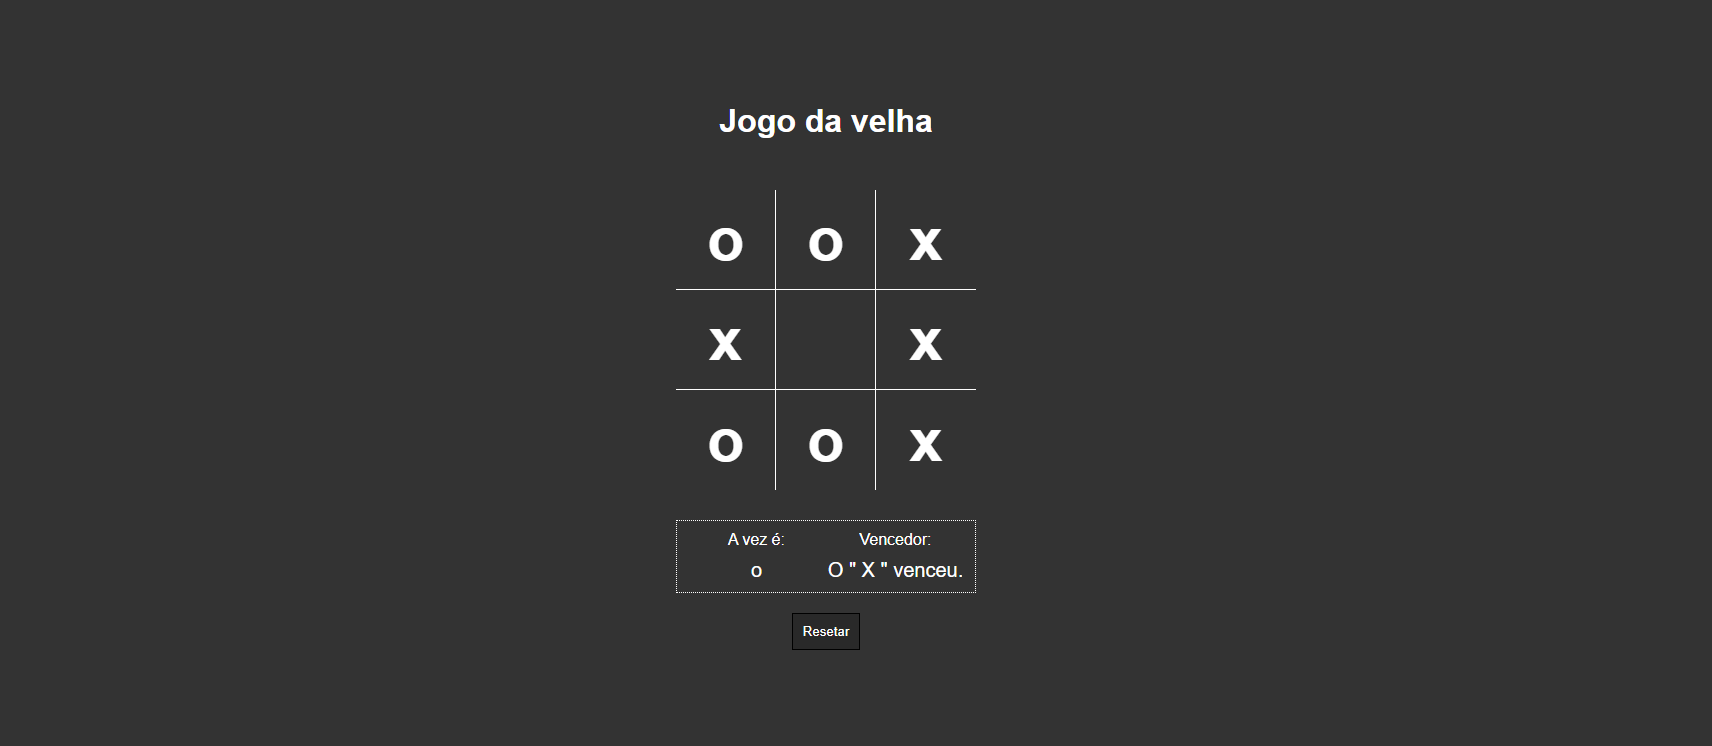 Jogo da velha
o o x
x x
o o x
A vez é: Vencedor:
o O " X " venceu.
Resetar